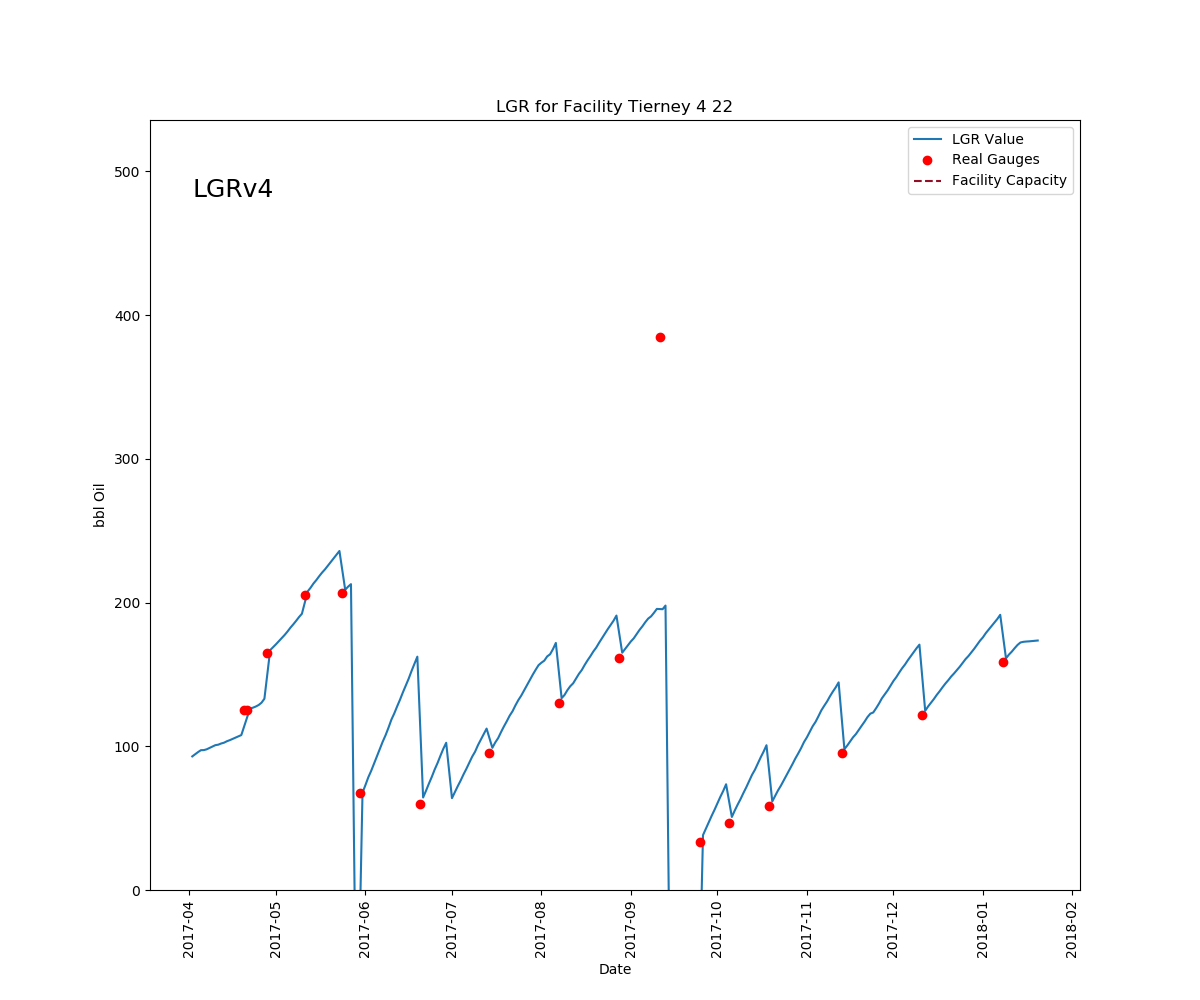 LGR for Facility Tierney 4 22
LGRv4
LGR Value
Real Gauges
Facility Capacity
bbl Oil
500
400
300
200
100
0
2017-04
2017-05
2017-06
2017-07
2017-08
2017-09
2017-10
2017-11
2017-12
2018-01
2018-02
Date